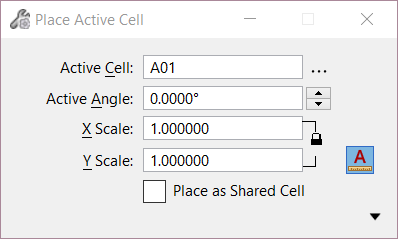 Place Active Cell
Active Cell: A01 ...
Active Angle: 0.0000°
X Scale: 1.000000
Y Scale: 1.000000
A
Place as Shared Cell